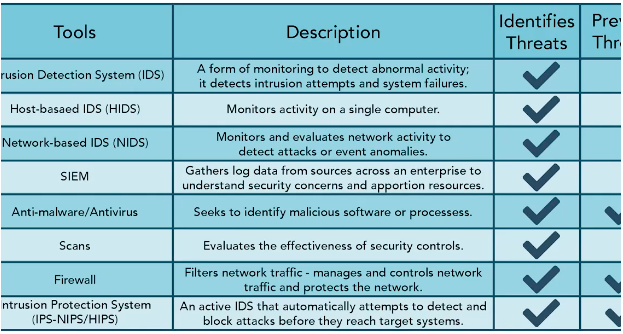 Tools
Description
Identifies
Threats
Prev
Thr
rusion Detection System (IDS)
A form of monitoring to detect abnormal activity;
it detects intrusion attempts and system failures.
Host-basaed IDS (HIDS)
Monitors activity on a single computer.
Network-based IDS (NIDS)
Monitors and evaluates network activity to
detect attacks or event anomalies.
SIEM
Gathers log data from sources across an enterprise to
understand security concerns and apportion resources.
Anti-malware/Antivirus
Seeks to identify malicious software or processess.
Scans
Evaluates the effectiveness of security controls.
Firewall
Filters network traffic - manages and controls network
traffic and protects the network.
ntrusion Protection System
(IPS-NIPS/HIPS)
An active IDS that automatically attempts to detect and
block attacks before they reach target systems.